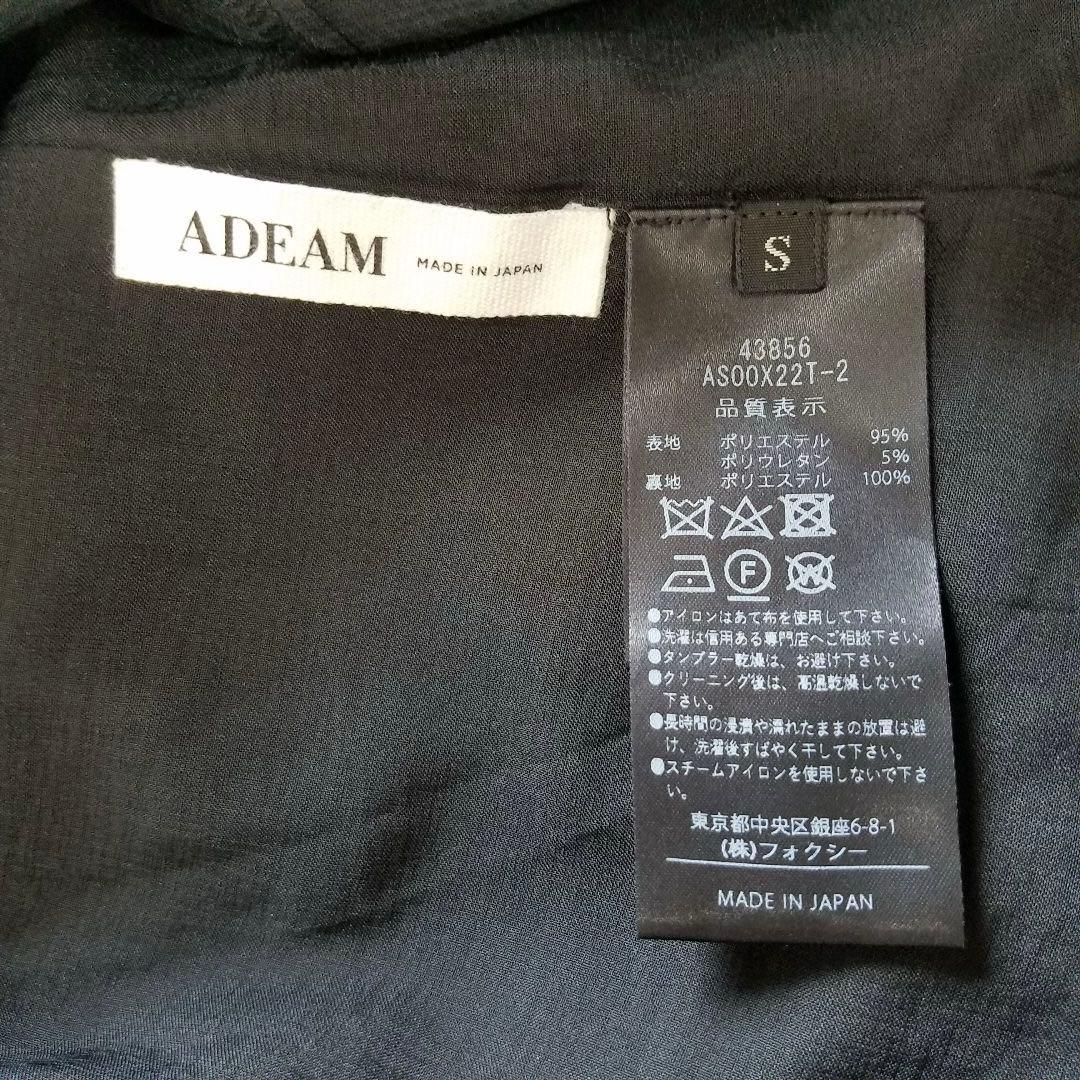 ADEAM MADE IN JAPAN
S
43856
AS00X22T-2
品質表示
表地 ポリエステル 95%
ポリウレタン 5%
裏地 ポリエステル 100%
F W
●アイロンはあて布を使用して下さい。
●洗濯は信用ある専門店へご相談下さい。
●タンブラー乾燥は、お避け下さい。
●クリーニング後は、高温乾燥しないで
下さい。
●長時間の浸漬や濡れたままの放置は避
け、洗濯後すばやく干して下さい。
●スチームアイロンを使用しないで下さ
い。
東京都中央区銀座6-8-1
(株)フォクシー
MADE IN JAPAN